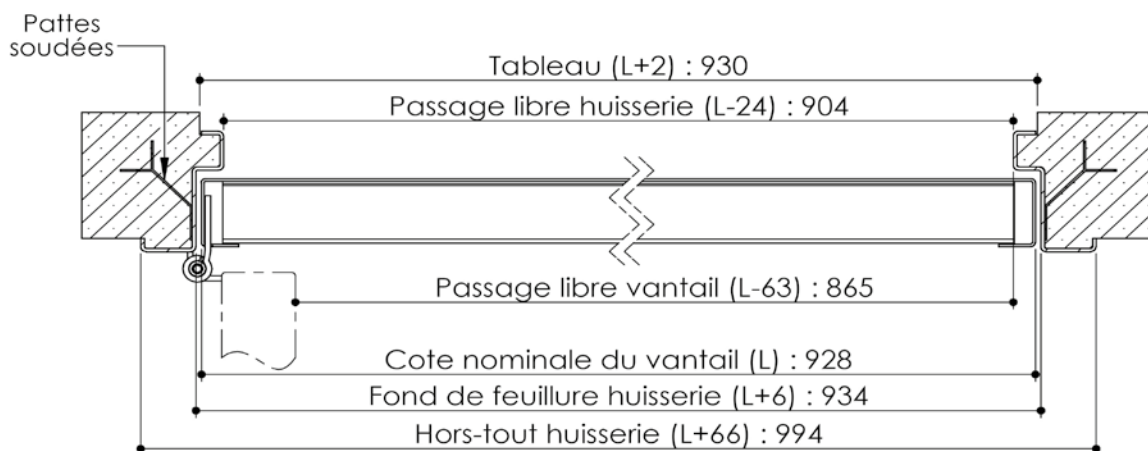 Pattes
soudées
Tableau (L+2) : 930
Passage libre huisserie (L-24) : 904
Passage libre vantail (L-63) : 865
Cote nominale du vantail (L) : 928
Fond de feuillure huisserie (L+6) : 934
Hors-tout huisserie (L+66) : 994